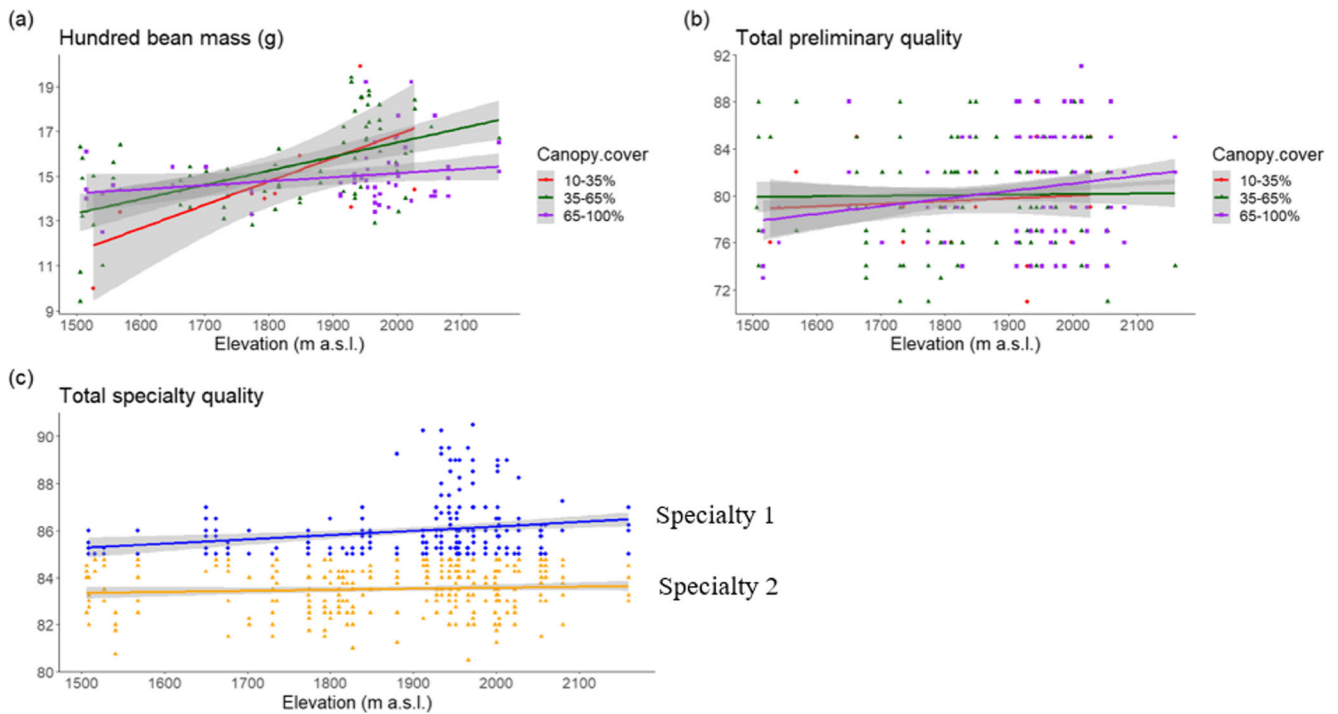 (a)
Hundred bean mass (g)
19
17
15
13
11
9
1500 1600 1700 1800 1900 2000 2100
Elevation (m a.s.l.)
Canopy.cover
10-35%
35-65%
65-100%
(b)
Total preliminary quality
92
88
84
80
76
72
1500 1600 1700 1800 1900 2000 2100
Elevation (m a.s.l.)
Canopy.cover
10-35%
35-65%
65-100%
(c)
Total specialty quality
90
88
86
84
82
80
1500 1600 1700 1800 1900 2000 2100
Elevation (m a.s.l.)
Specialty 1
Specialty 2